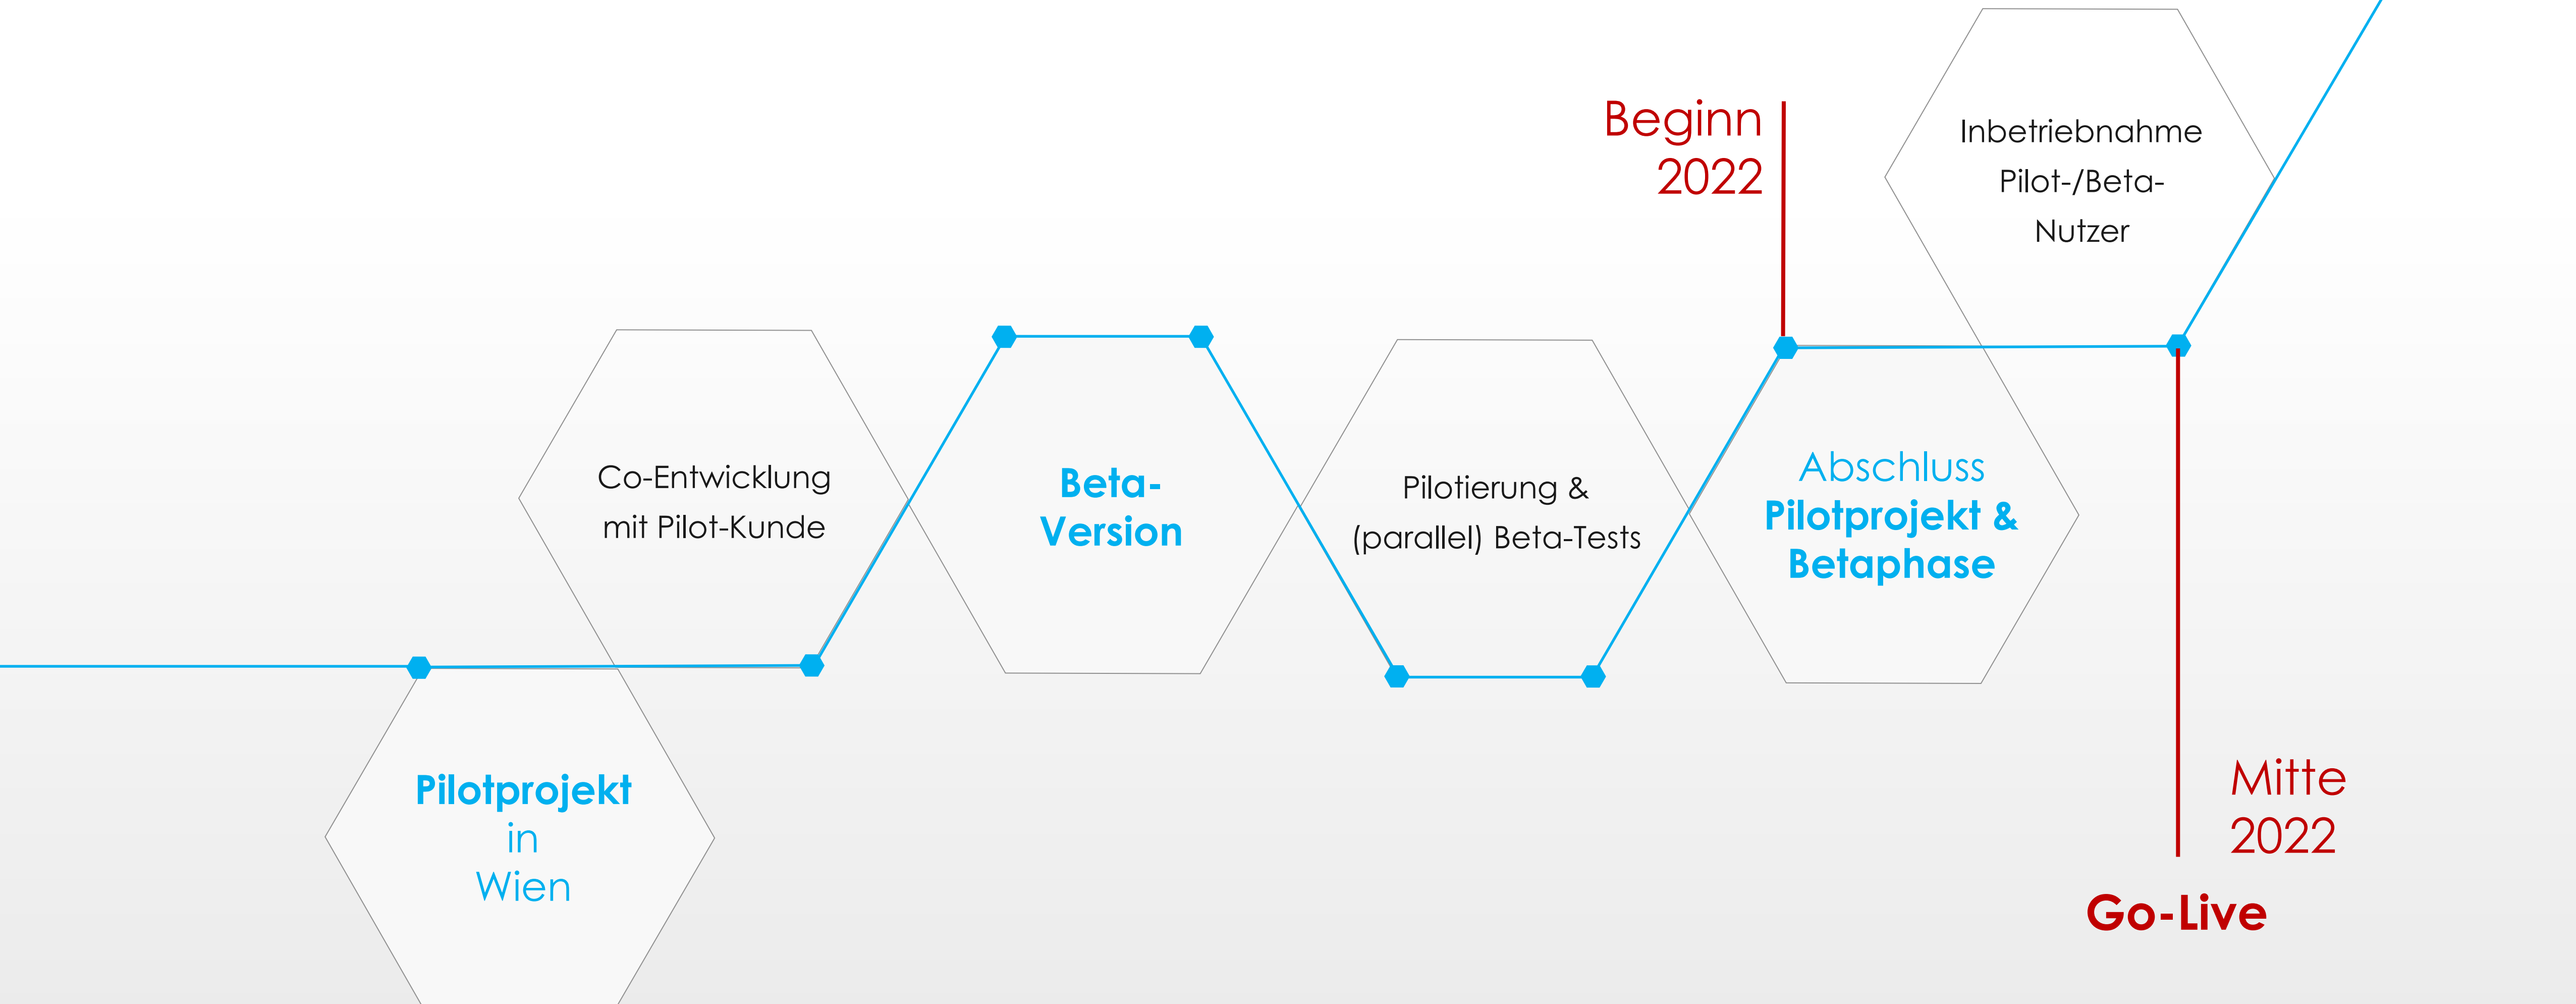 Pilotprojekt
in
Wien
Co-Entwicklung
mit Pilot-Kunde
Beta-
Version
Pilotierung &
(parallel) Beta-Tests
Beginn
2022
Abschluss
Pilotprojekt &
Betaphase
Inbetriebnahme
Pilot-/Beta-
Nutzer
Mitte
2022
Go-Live